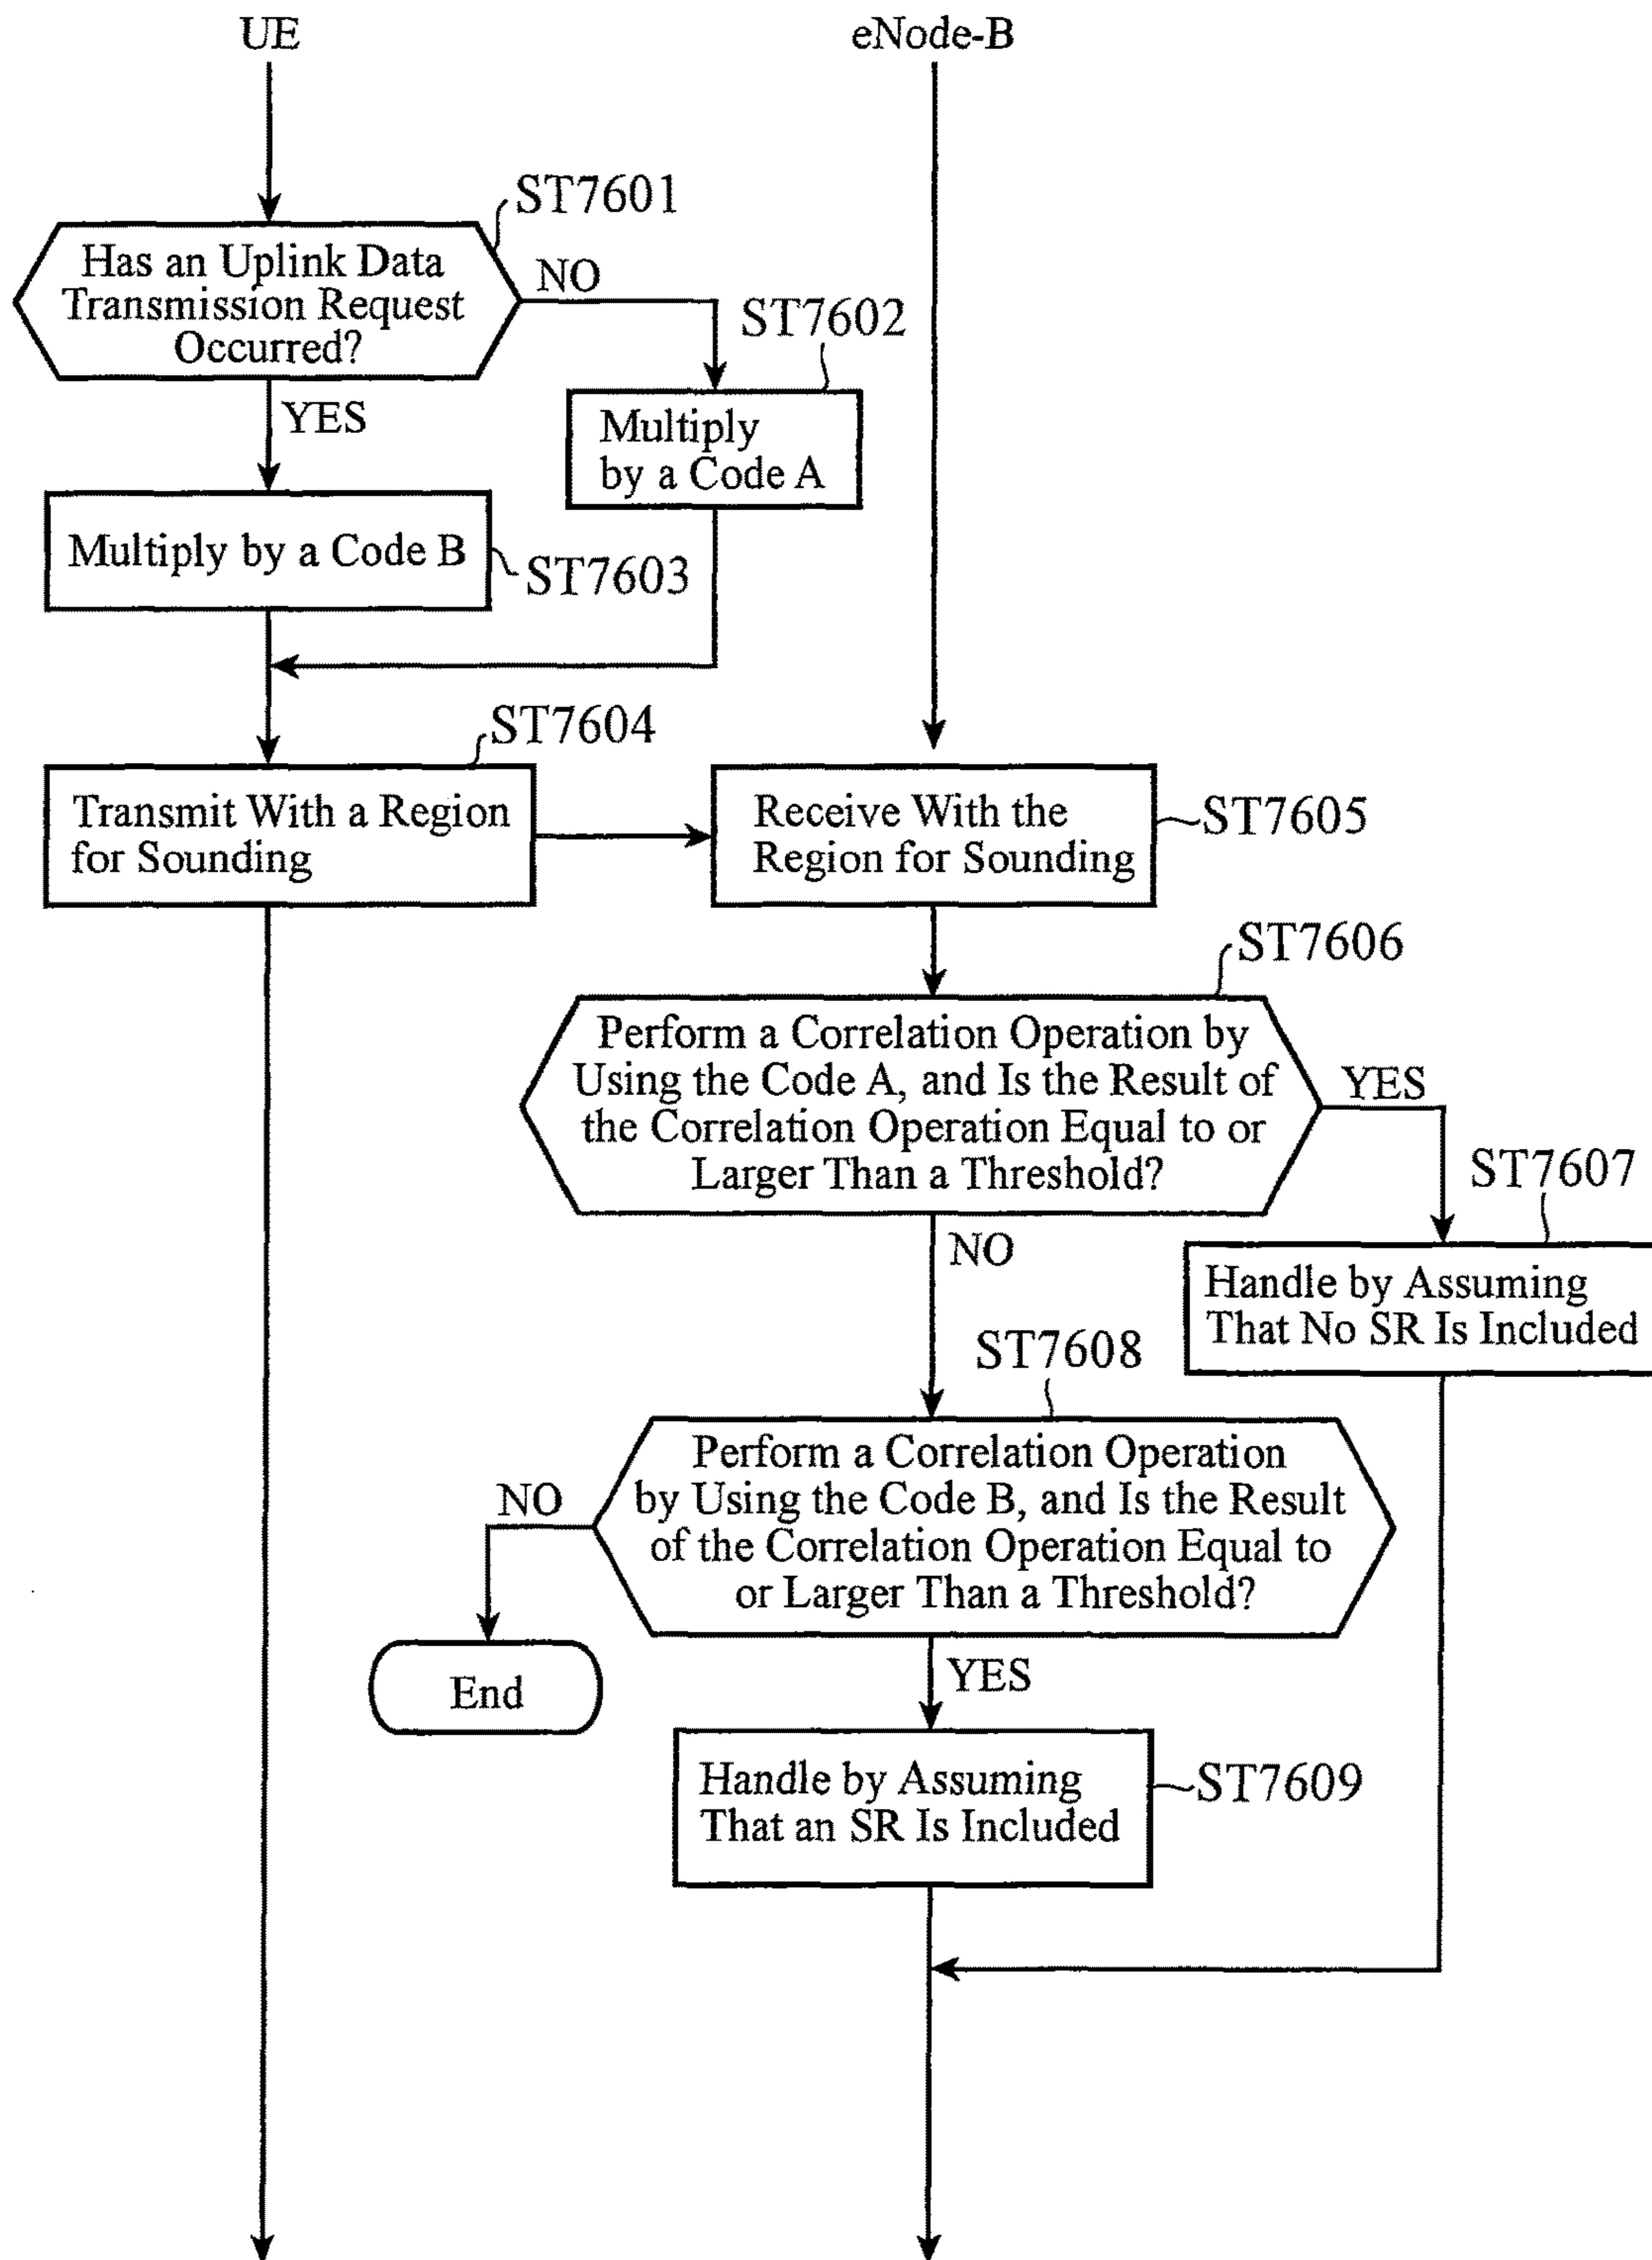 UE
eNode-B
ST7601
Has an Uplink Data
Transmission Request
Occurred?
NO
ST7602
YES
Multiply
by a Code A
Multiply by a Code B
ST7603
ST7604
Transmit With a Region
for Sounding
Receive With the
Region for Sounding
ST7605
ST7606
Perform a Correlation Operation by
Using the Code A, and Is the Result of
the Correlation Operation Equal to or
Larger Than a Threshold?
YES
ST7607
NO
Handle by Assuming
That No SR Is Included
ST7608
Perform a Correlation Operation
by Using the Code B, and Is the Result
of the Correlation Operation Equal to
or Larger Than a Threshold?
NO
End
YES
Handle by Assuming
That an SR Is Included
ST7609